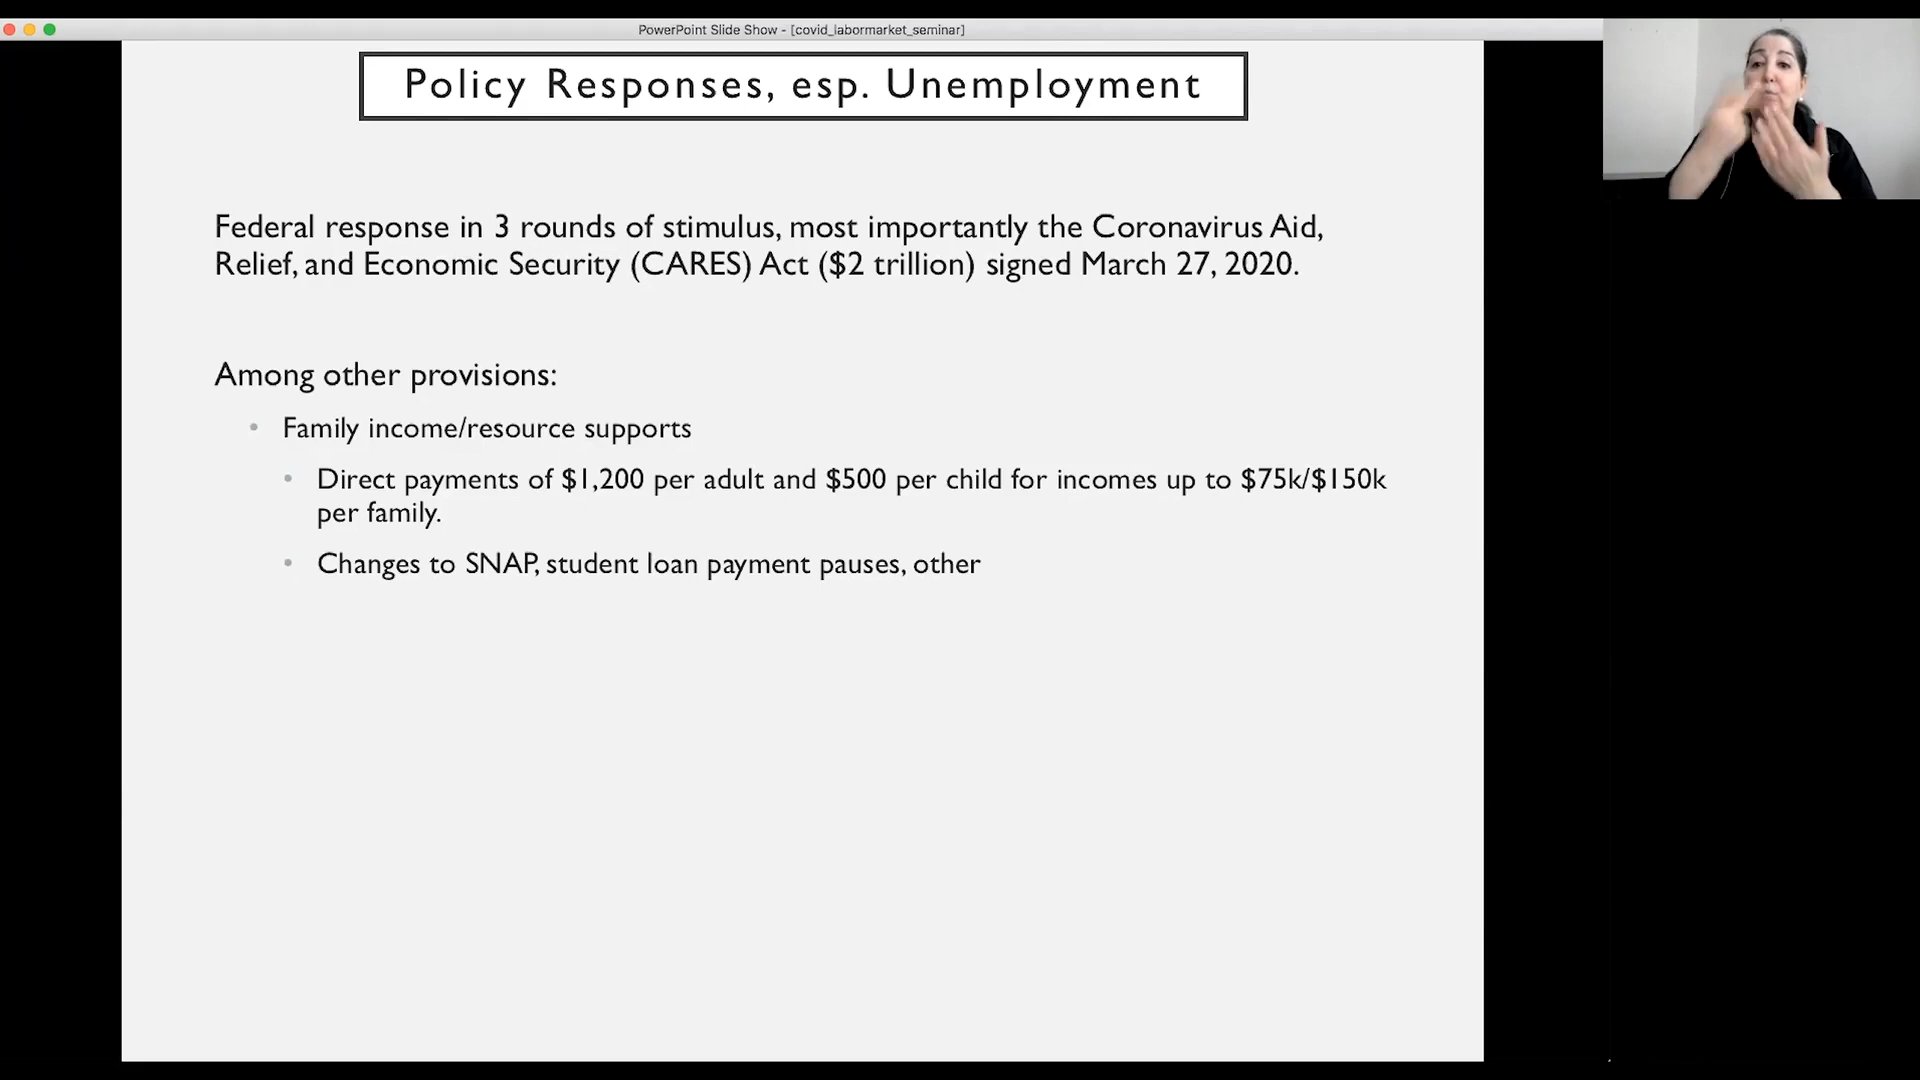 PowerPoint Slide Show - [covid_labormarket_seminar]
Policy Responses, esp. Unemployment
Federal response in 3 rounds of stimulus, most importantly the Coronavirus Aid,
Relief, and Economic Security (CARES) Act ($2 trillion) signed March 27, 2020.
Among other provisions:
• Family income/resource supports
• Direct payments of $1,200 per adult and $500 per child for incomes up to $75k/$150k
per family.
• Changes to SNAP, student loan payment pauses, other